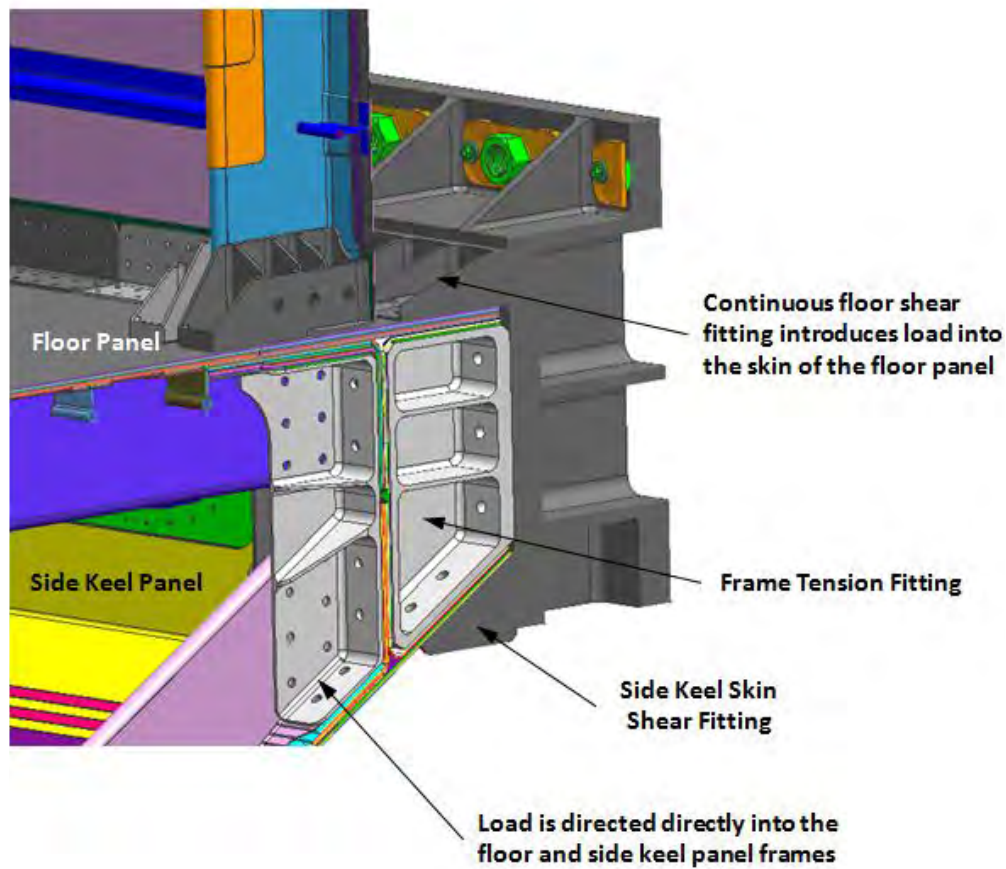 Continuous floor shear
fitting introduces load into
the skin of the floor panel
Floor Panel
Side Keel Panel
Frame Tension Fitting
Side Keel Skin
Shear Fitting
Load is directed directly into the
floor and side keel panel frames